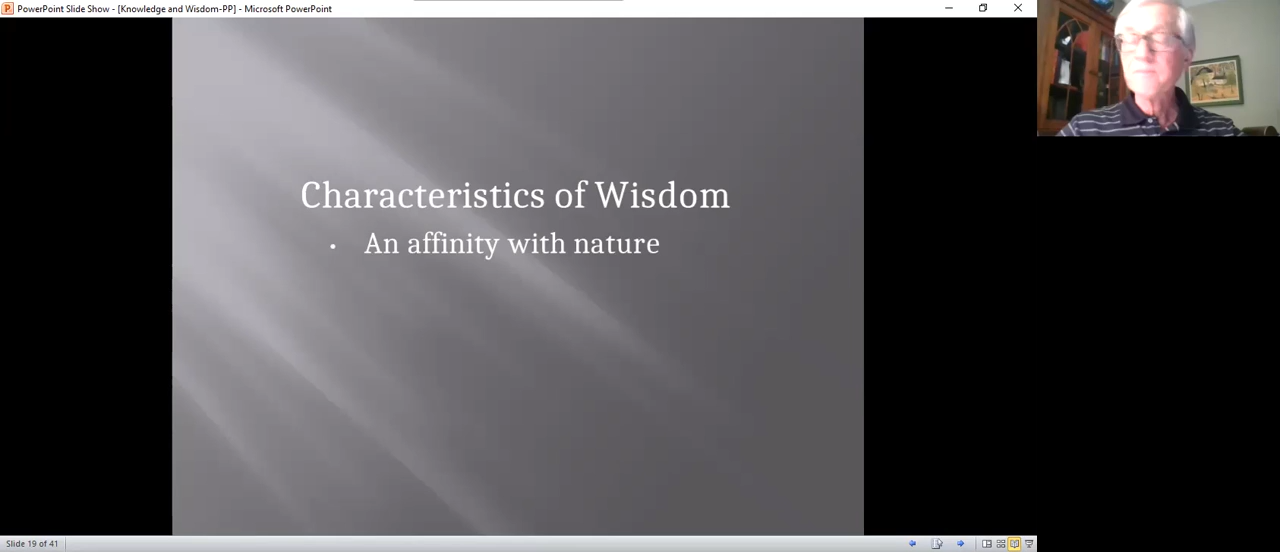 PowerPoint Slide Show - [Knowledge and Wisdom-PP] - Microsoft PowerPoint
Characteristics of Wisdom
• An affinity with nature
Slide 19 of 41